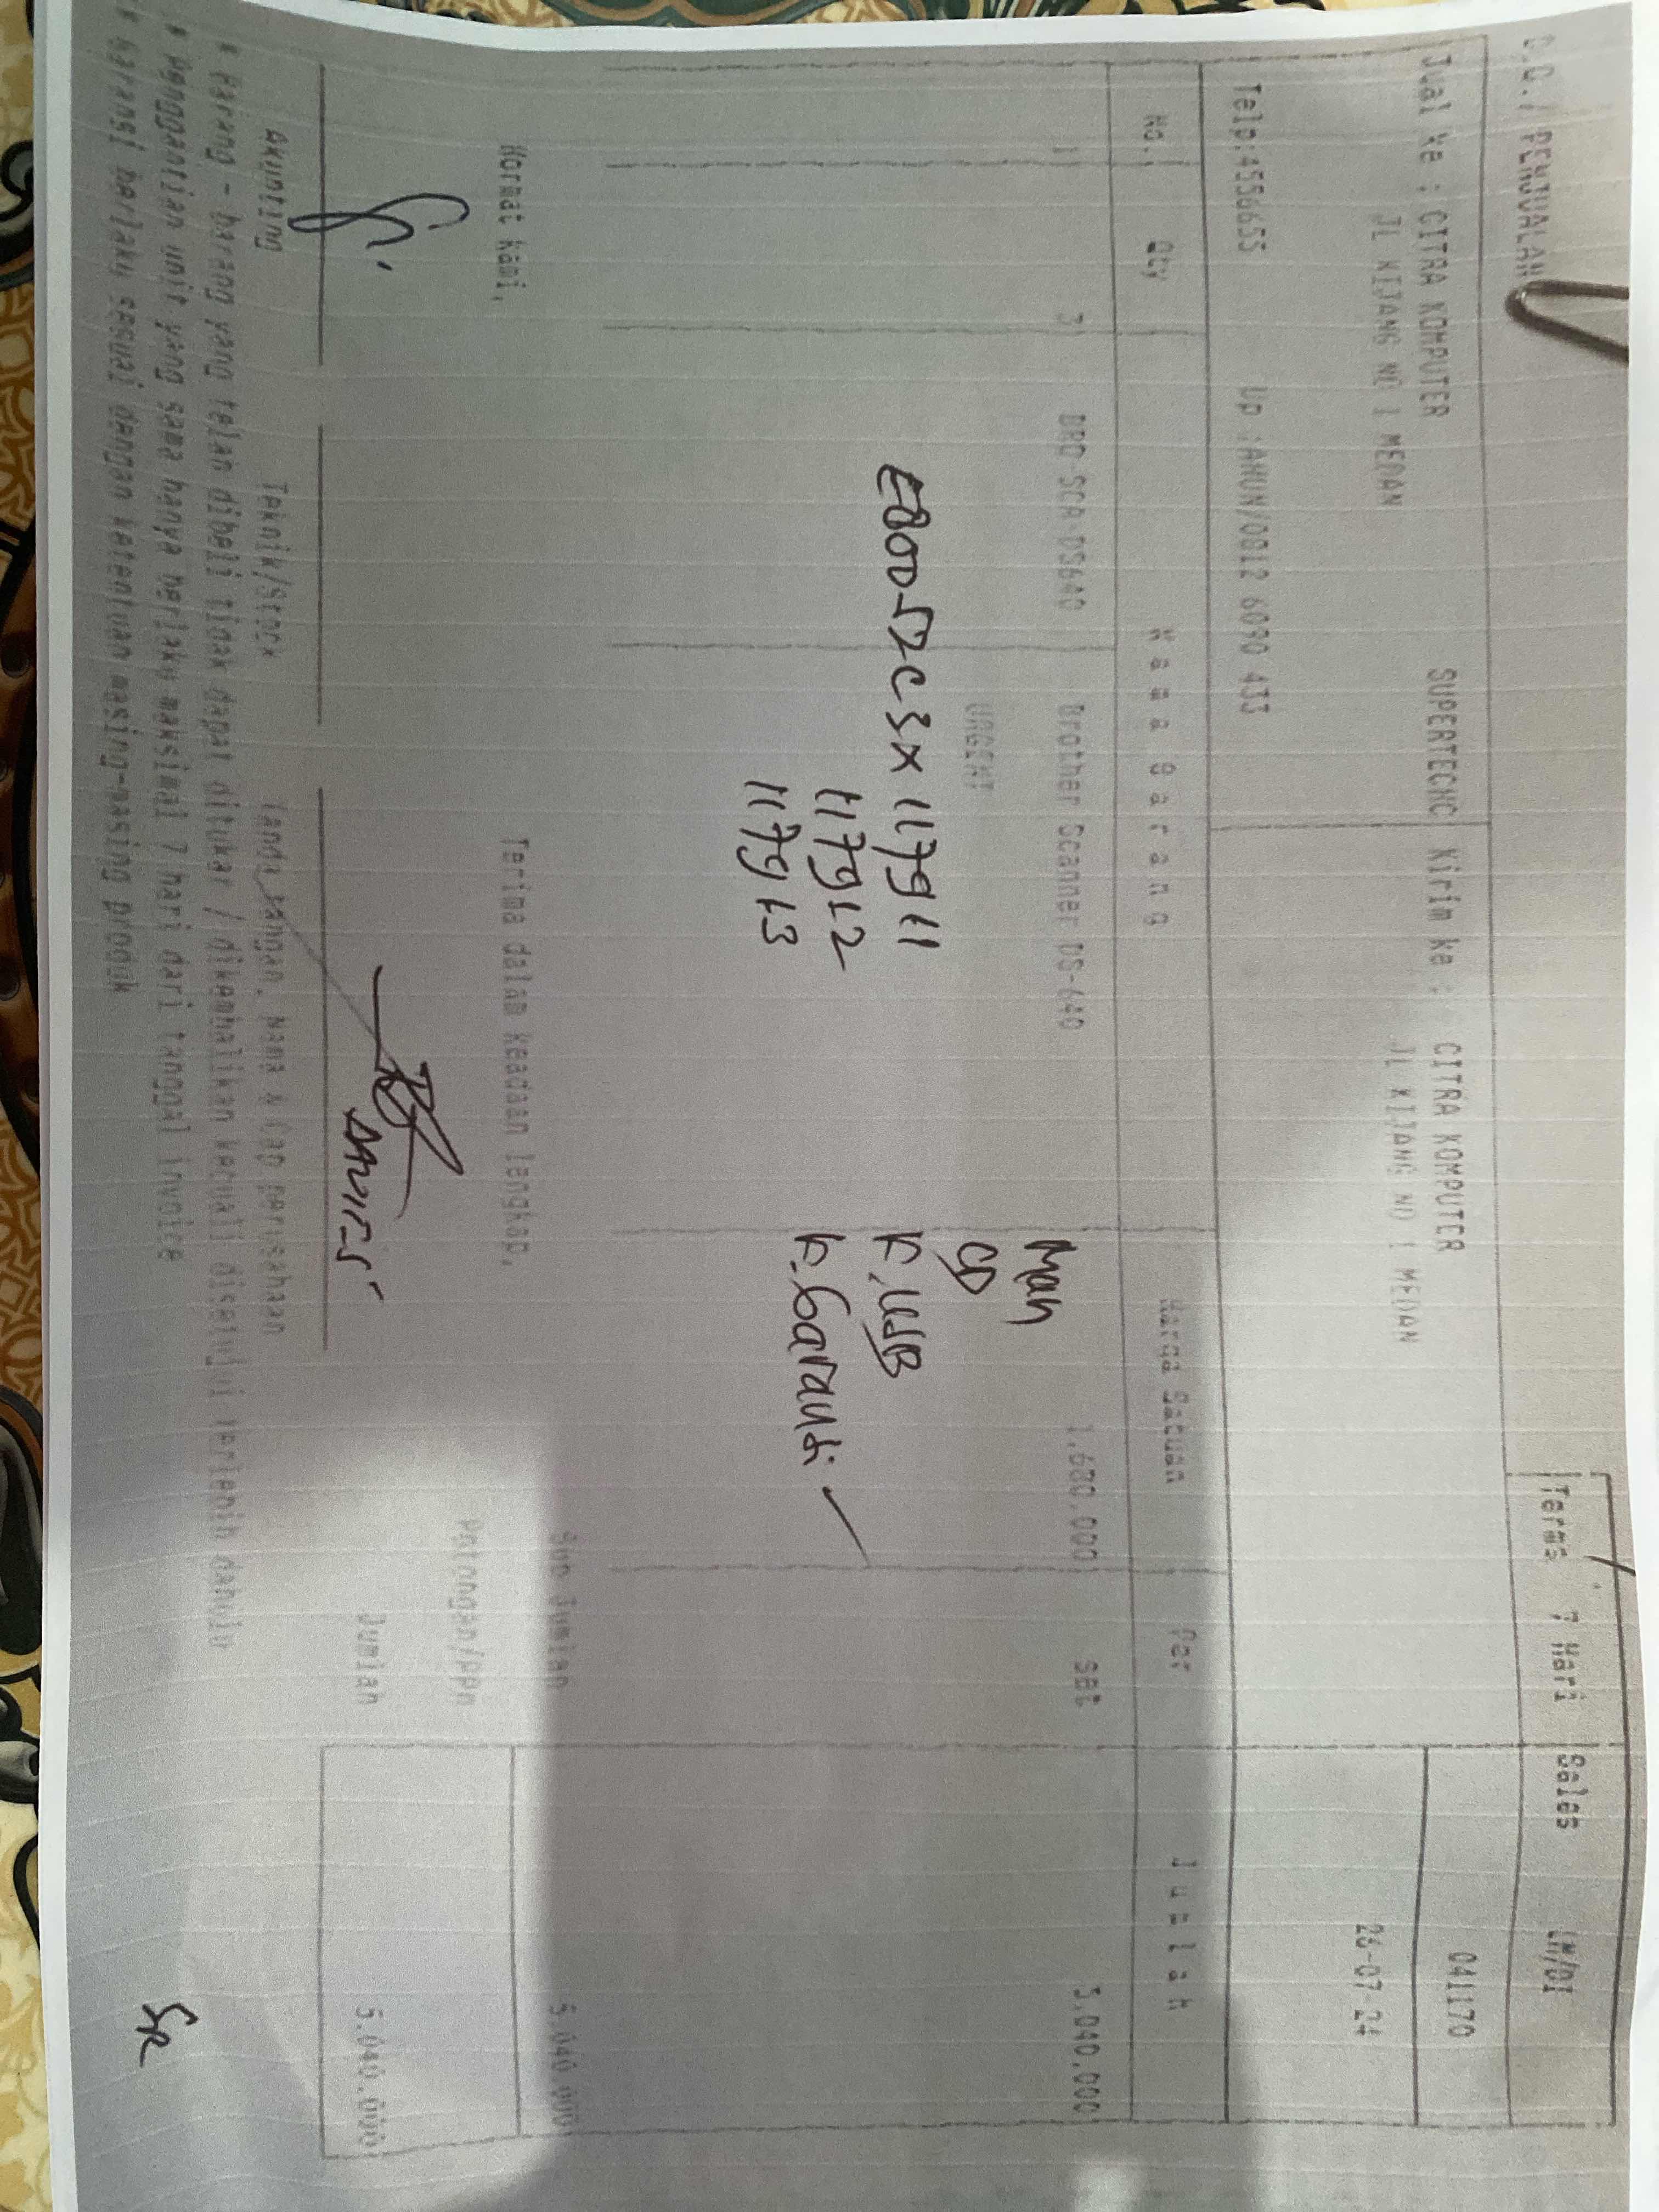 D.O./ PENJUALAN
Terms 7 Hari Sales LM/DI
Jual ke : CITRA KOMPUTER SUPERTECHC Kirim ke : CITRA KOMPUTER 041170
JL KIJANG NO 1 MEDAN JL KIJANG NO 1 MEDAN 26-07-24
Telp:4556655 Up :AHUN/0812 6090 433
No. Qty N a m a B a r a n g Harga Satuan Per J u m l a h
1 3 BRO-SCA-DS640 Brother Scanner DS-640 1.680.000 SET 5.040.000
URGENT
Man
CD
K. USB
K. Garansi
E80052C3X 117911
117912
117913
Sub Jumlah 5.040.000
Hormat kami, Terima dalam keadaan lengkap,
Potongan/PPn
Jumlah 5.040.000
DAVIES
Akunting Teknik/Stock Tanda tangan, Nama & Cap perusahaan
* Barang - barang yang telah dibeli tidak dapat ditukar / dikembalikan kecuali disetujui terlebih dahulu
* Penggantian unit yang sama hanya berlaku maksimal 7 hari dari tanggal invoice
* Garansi berlaku sesuai dengan ketentuan masing-masing produk